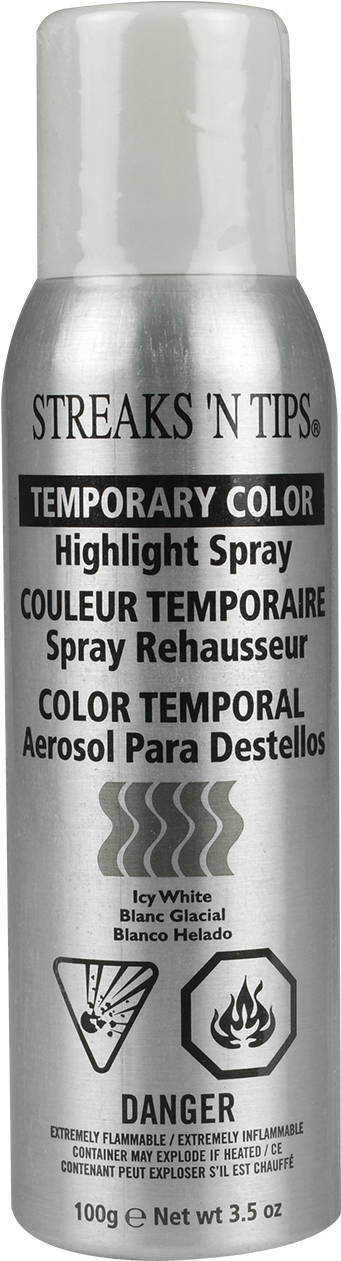 STREAKS 'N TIPS®
TEMPORARY COLOR
Highlight Spray
COULEUR TEMPORAIRE
Spray Rehausseur
COLOR TEMPORAL
Aerosol Para Destellos
Icy White
Blanc Glacial
Blanco Helado
DANGER
EXTREMELY FLAMMABLE / EXTREMELY INFLAMMABLE
CONTAINER MAY EXPLODE IF HEATED / CE
CONTENANT PEUT EXPLOSER S'IL EST CHAUFFÉ
100g ℮ Net wt 3.5 oz